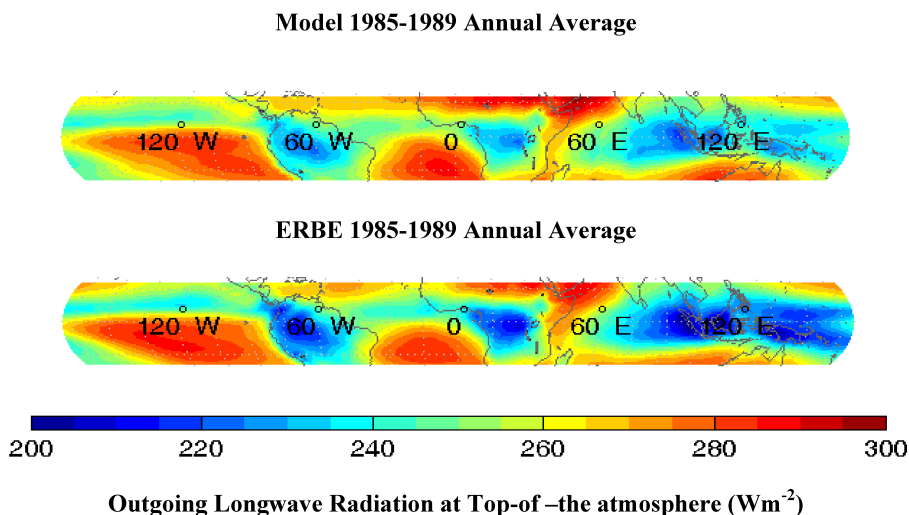 Model 1985-1989 Annual Average
120 W 60 W 0 60 E 120 E
ERBE 1985-1989 Annual Average
120 W 60 W 0 60 E 120 E
200 220 240 260 280 300
Outgoing Longwave Radiation at Top-of –the atmosphere (Wm⁻²)